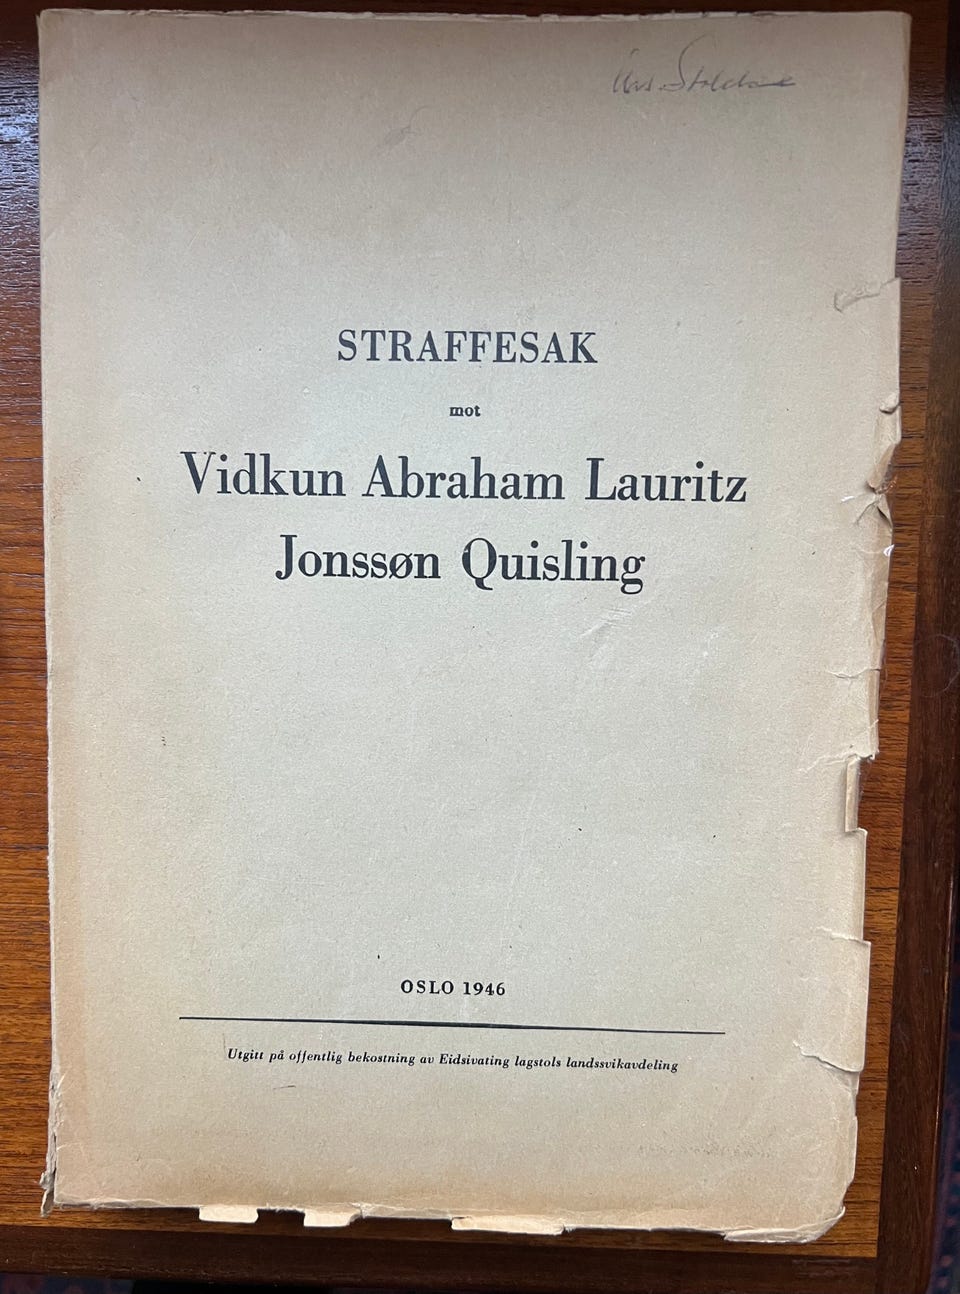 STRAFFESAK
mot
Vidkun Abraham Lauritz
Jonssøn Quisling
OSLO 1946
Utgitt på offentlig bekostning av Eidsivating lagstols landssvikavdeling